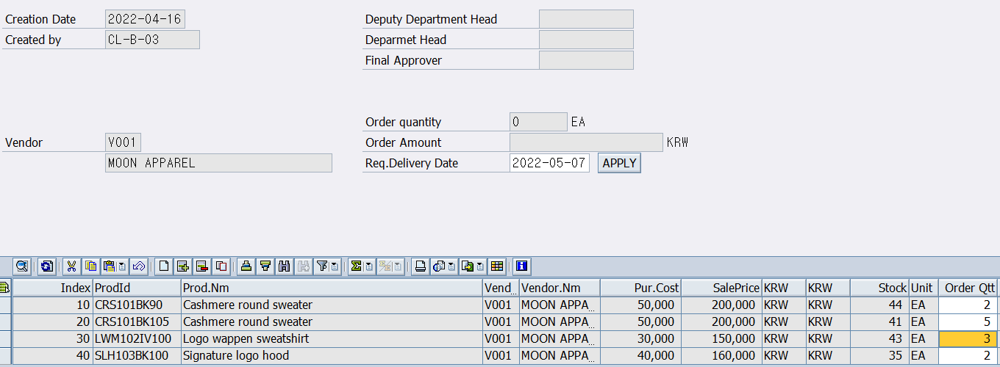 Creation Date 2022-04-16 Deputy Department Head
Created by CL-B-03 Deparmet Head
Final Approver
Order quantity 0 EA
Vendor V001 Order Amount KRW
MOON APPAREL Req.Delivery Date 2022-05-07 APPLY
Index ProdId Prod.Nm Vend... Vendor.Nm Pur.Cost SalePrice KRW KRW Stock Unit Order Qtt
10 CRS101BK90 Cashmere round sweater V001 MOON APPA... 50,000 200,000 KRW KRW 44 EA 2
20 CRS101BK105 Cashmere round sweater V001 MOON APPA... 50,000 200,000 KRW KRW 41 EA 5
30 LWM102IV100 Logo wappen sweatshirt V001 MOON APPA... 30,000 150,000 KRW KRW 43 EA 3
40 SLH103BK100 Signature logo hood V001 MOON APPA... 40,000 160,000 KRW KRW 35 EA 2